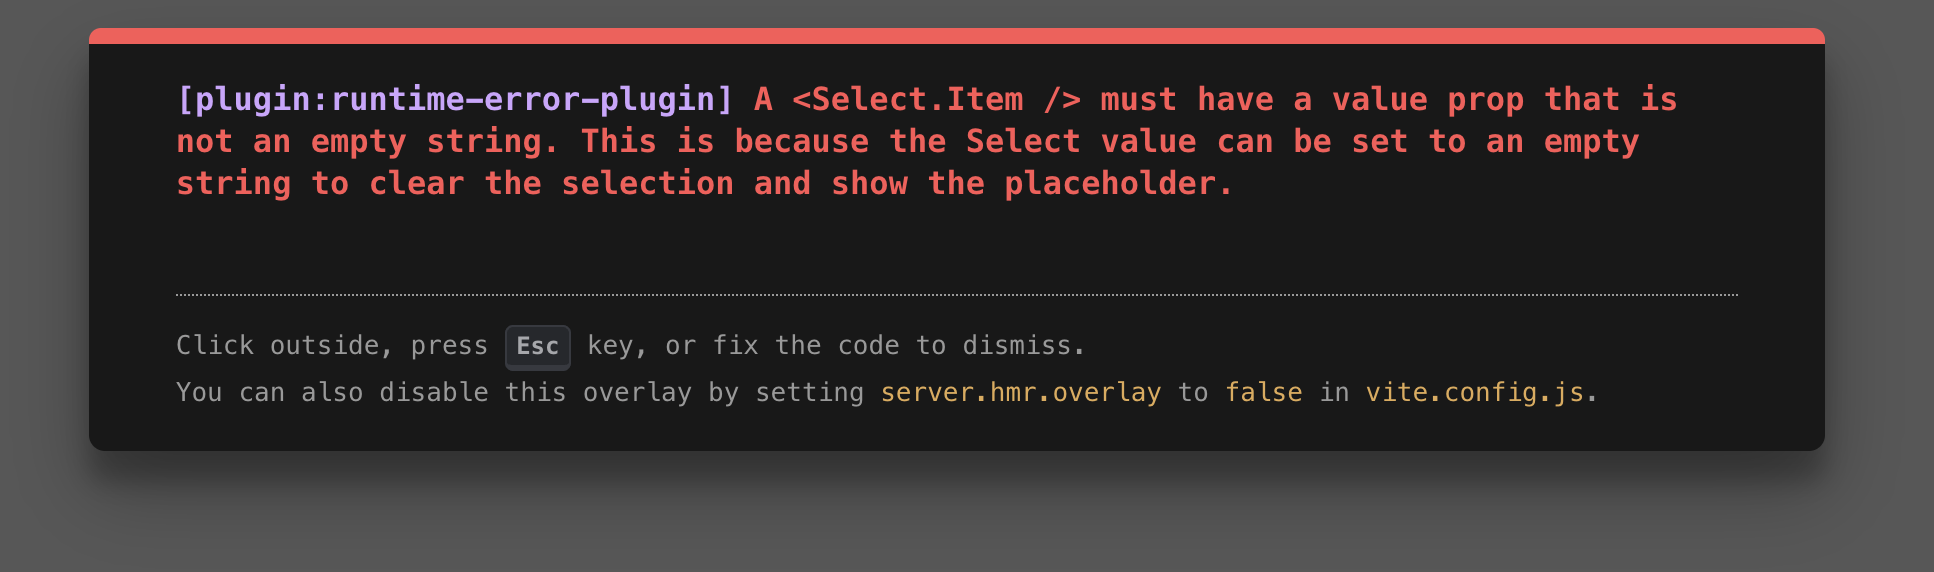 [plugin:runtime-error-plugin] A <Select.Item /> must have a value prop that is
not an empty string. This is because the Select value can be set to an empty
string to clear the selection and show the placeholder.
Click outside, press Esc key, or fix the code to dismiss.
You can also disable this overlay by setting server.hmr.overlay to false in vite.config.js.